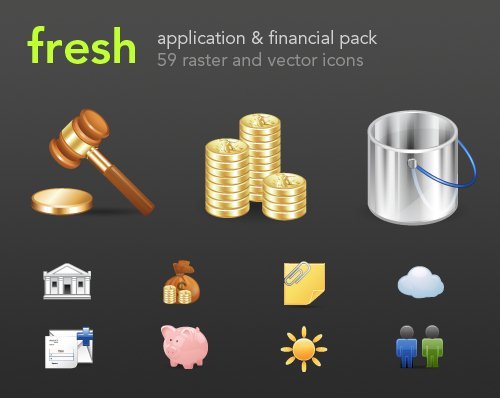 fresh
application & financial pack
59 raster and vector icons